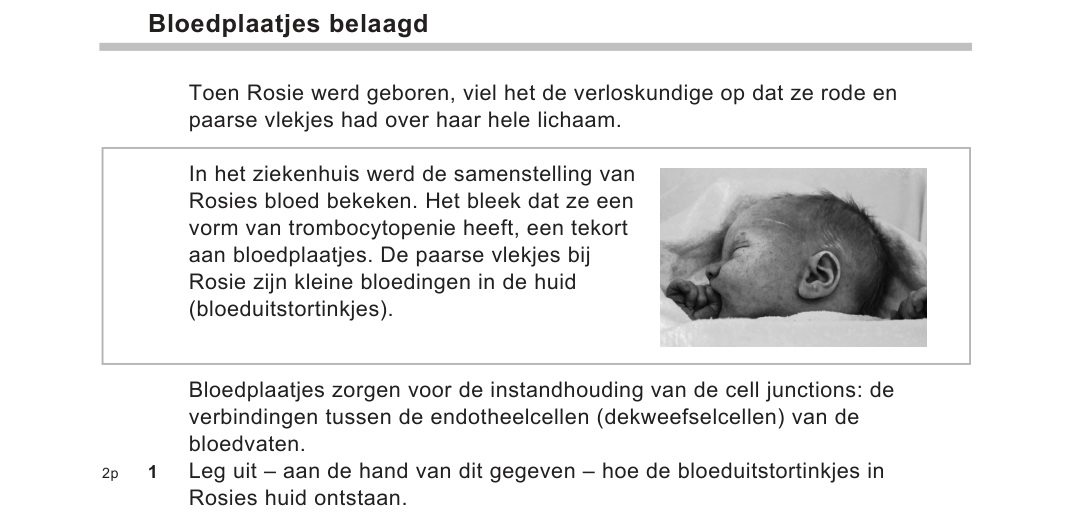 Bloedplaatjes belaagd
Toen Rosie werd geboren, viel het de verloskundige op dat ze rode en
paarse vlekjes had over haar hele lichaam.
In het ziekenhuis werd de samenstelling van
Rosies bloed bekeken. Het bleek dat ze een
vorm van trombocytopenie heeft, een tekort
aan bloedplaatjes. De paarse vlekjes bij
Rosie zijn kleine bloedingen in de huid
(bloeduitstortinkjes).
Bloedplaatjes zorgen voor de instandhouding van de cell junctions: de
verbindingen tussen de endotheelcellen (dekweefselcellen) van de
bloedvaten.
2p 1 Leg uit – aan de hand van dit gegeven – hoe de bloeduitstortinkjes in
Rosies huid ontstaan.